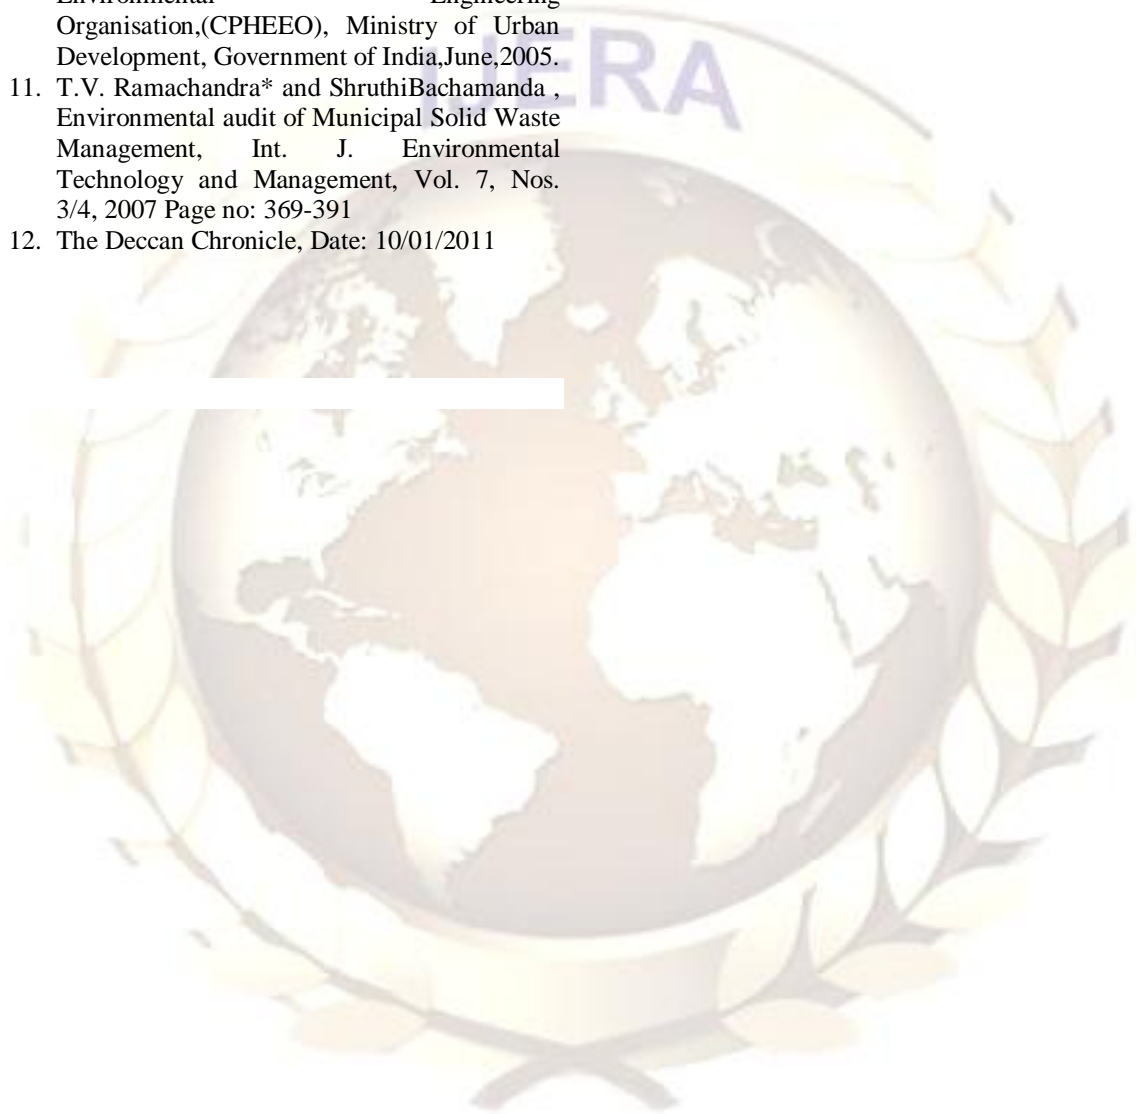 Environmental Engineering
Organisation,(CPHEEO), Ministry of Urban
Development, Government of India,June,2005.
11. T.V. Ramachandra* and ShruthiBachamanda ,
Environmental audit of Municipal Solid Waste
Management, Int. J. Environmental
Technology and Management, Vol. 7, Nos.
3/4, 2007 Page no: 369-391
12. The Deccan Chronicle, Date: 10/01/2011
IJERA